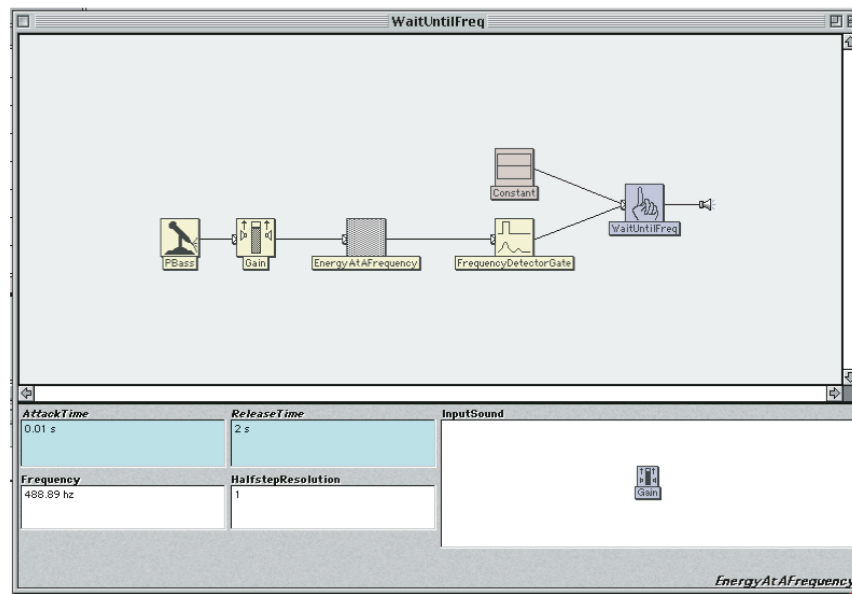 WaitUntilFreq
Constant
WaitUntilFreq
PBass
Gain
EnergyAtAFrequency
FrequencyDetectorGate
AttackTime
ReleaseTime
InputSound
0.01 s
2 s
Frequency
HalfstepResolution
488.89 hz
1
Gain
EnergyAtAFrequency